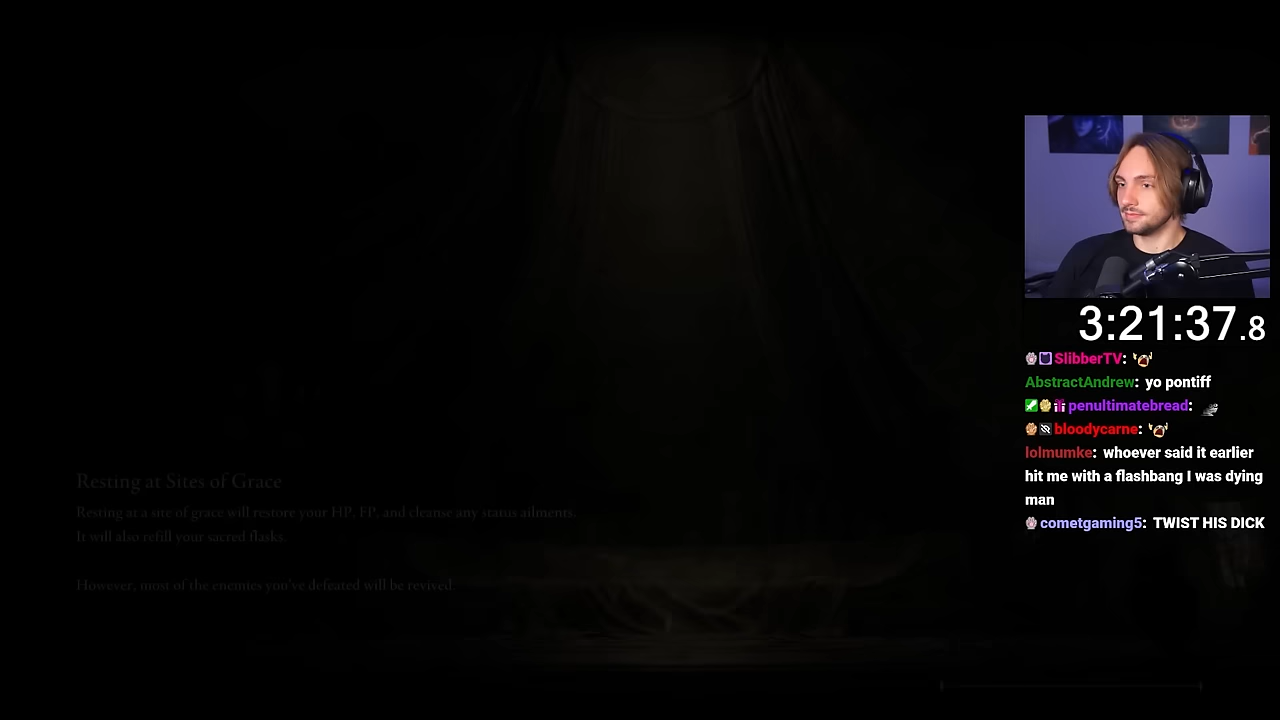 3:21:37.8
SlibberTV:
AbstractAndrew: yo pontiff
penultimatebread:
bloodycarne:
lolmumke: whoever said it earlier
hit me with a flashbang I was dying
man
cometgaming5: TWIST HIS DICK
Resting at Sites of Grace
Resting at a site of grace will restore your HP, FP, and cleanse any status ailments.
It will also refill your sacred flasks.
However, most of the enemies you've defeated will be revived.